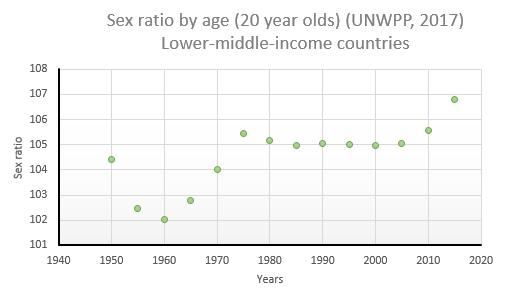 Sex ratio by age (20 year olds) (UNWPP, 2017)
Lower-middle-income countries
108
107
106
105
104
103
102
101
Sex ratio
1940 1950 1960 1970 1980 1990 2000 2010 2020
Years